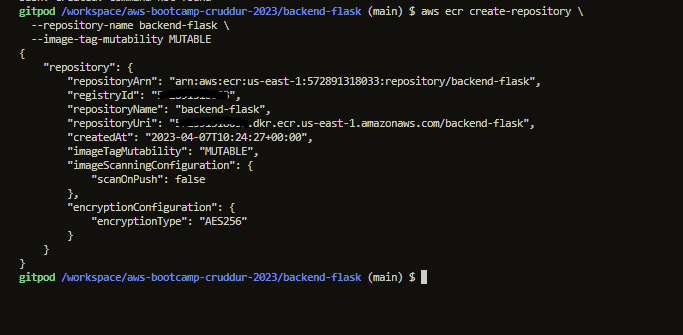 gitpod /workspace/aws-bootcamp-cruddur-2023/backend-flask (main) $ aws ecr create-repository \
  --repository-name backend-flask \
  --image-tag-mutability MUTABLE
{
    "repository": {
        "repositoryArn": "arn:aws:ecr:us-east-1:572891318033:repository/backend-flask",
        "registryId": "",
        "repositoryName": "backend-flask",
        "repositoryUri": ".dkr.ecr.us-east-1.amazonaws.com/backend-flask",
        "createdAt": "2023-04-07T10:24:27+00:00",
        "imageTagMutability": "MUTABLE",
        "imageScanningConfiguration": {
            "scanOnPush": false
        },
        "encryptionConfiguration": {
            "encryptionType": "AES256"
        }
    }
}
gitpod /workspace/aws-bootcamp-cruddur-2023/backend-flask (main) $